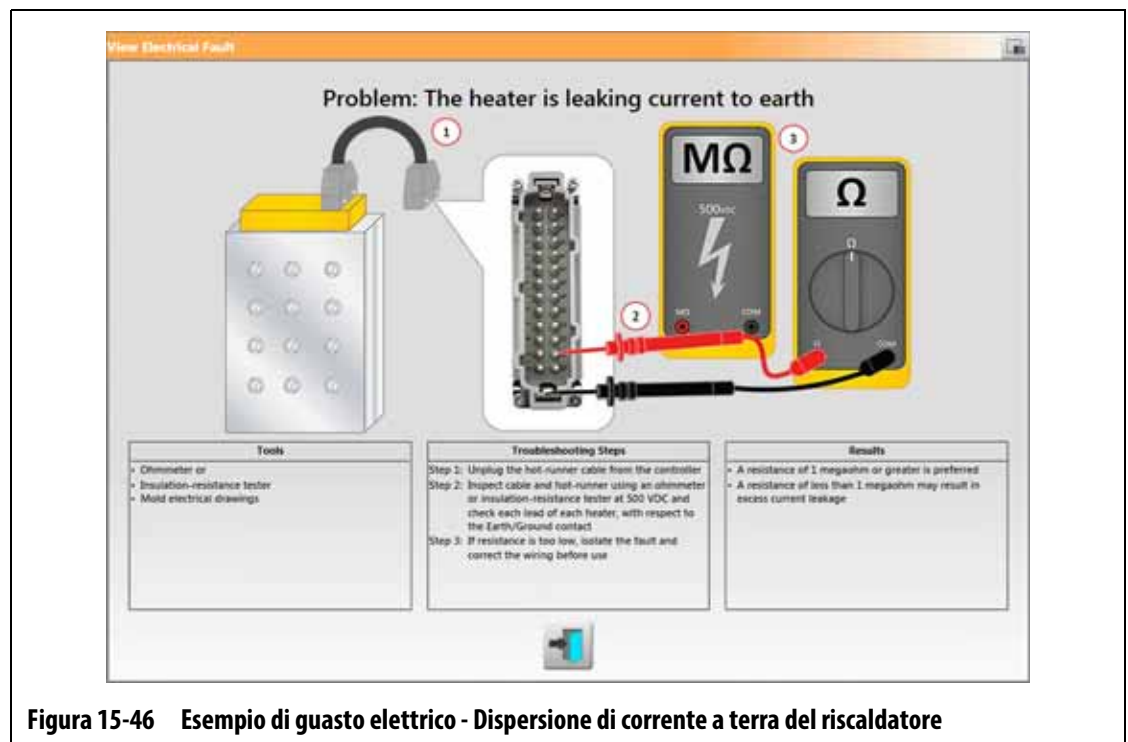 View Electrical Fault
Problem: The heater is leaking current to earth
1
2
3
MΩ
500VDC
MΩ
COM
Ω
Ω
Ω
COM
Tools
• Ohmmeter or
• Insulation-resistance tester
• Mold electrical drawings
Troubleshooting Steps
Step 1: Unplug the hot-runner cable from the controller
Step 2: Inspect cable and hot-runner using an ohmmeter
or insulation-resistance tester at 500 VDC and
check each lead of each heater, with respect to
the Earth/Ground contact
Step 3: If resistance is too low, isolate the fault and
correct the wiring before use
Results
• A resistance of 1 megaohm or greater is preferred
• A resistance of less than 1 megaohm may result in
excess current leakage
Figura 15-46 Esempio di guasto elettrico - Dispersione di corrente a terra del riscaldatore